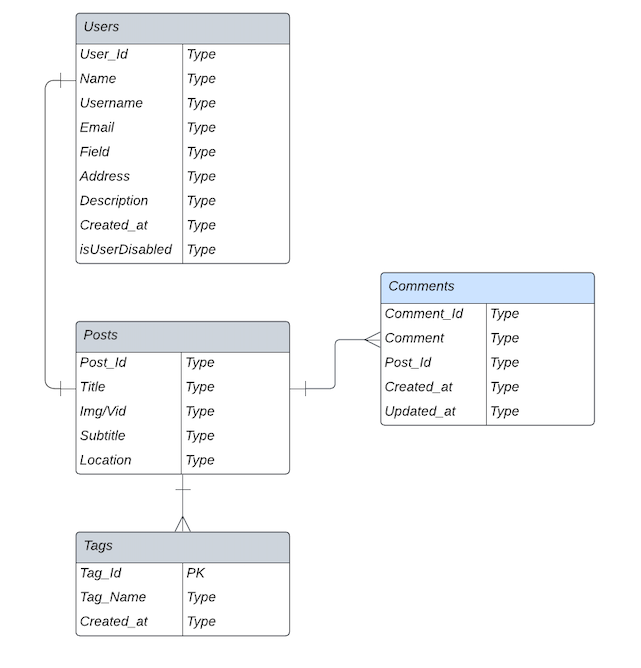 Users
User_Id Type
Name Type
Username Type
Email Type
Field Type
Address Type
Description Type
Created_at Type
isUserDisabled Type
Comments
Comment_Id Type
Comment Type
Post_Id Type
Created_at Type
Updated_at Type
Posts
Post_Id Type
Title Type
Img/Vid Type
Subtitle Type
Location Type
Tags
Tag_Id PK
Tag_Name Type
Created_at Type